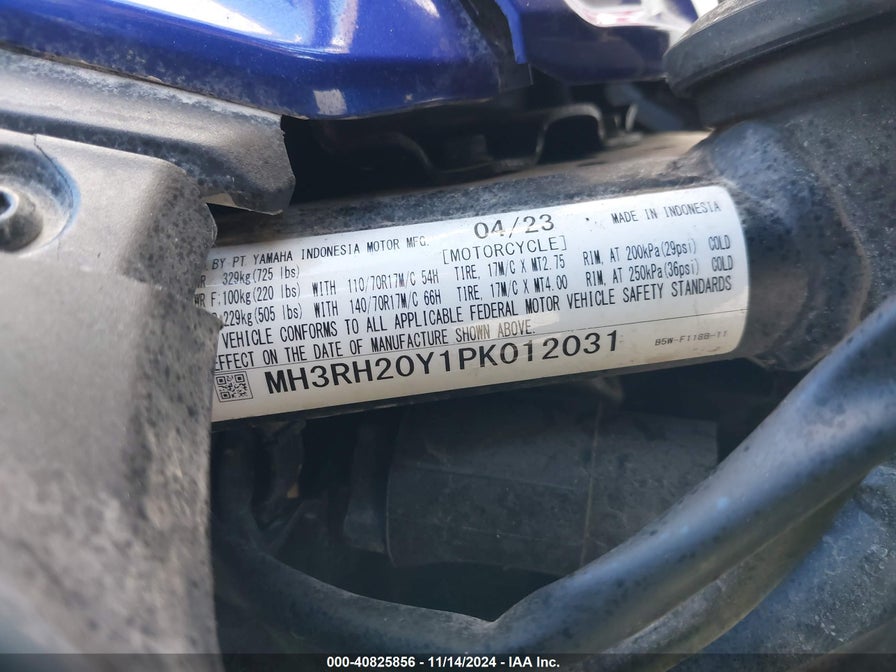 04/23
MADE IN INDONESIA
BY PT YAMAHA INDONESIA MOTOR MFG.
[MOTORCYCLE]
329kg(725 lbs)
F:100kg(220 lbs) WITH 110/70R17M/C 54H TIRE, 17M/C X MT2.75 RIM, AT 200kPa(29psi) COLD
229kg(505 lbs) WITH 140/70R17M/C 66H TIRE, 17M/C X MT4.00 RIM, AT 250kPa(36psi) COLD
VEHICLE CONFORMS TO ALL APPLICABLE FEDERAL MOTOR VEHICLE SAFETY STANDARDS
EFFECT ON THE DATE OF MANUFACTURE SHOWN ABOVE.
B5W-F118B-11
MH3RH20Y1PK012031
000-40825856 - 11/14/2024 - IAA Inc.